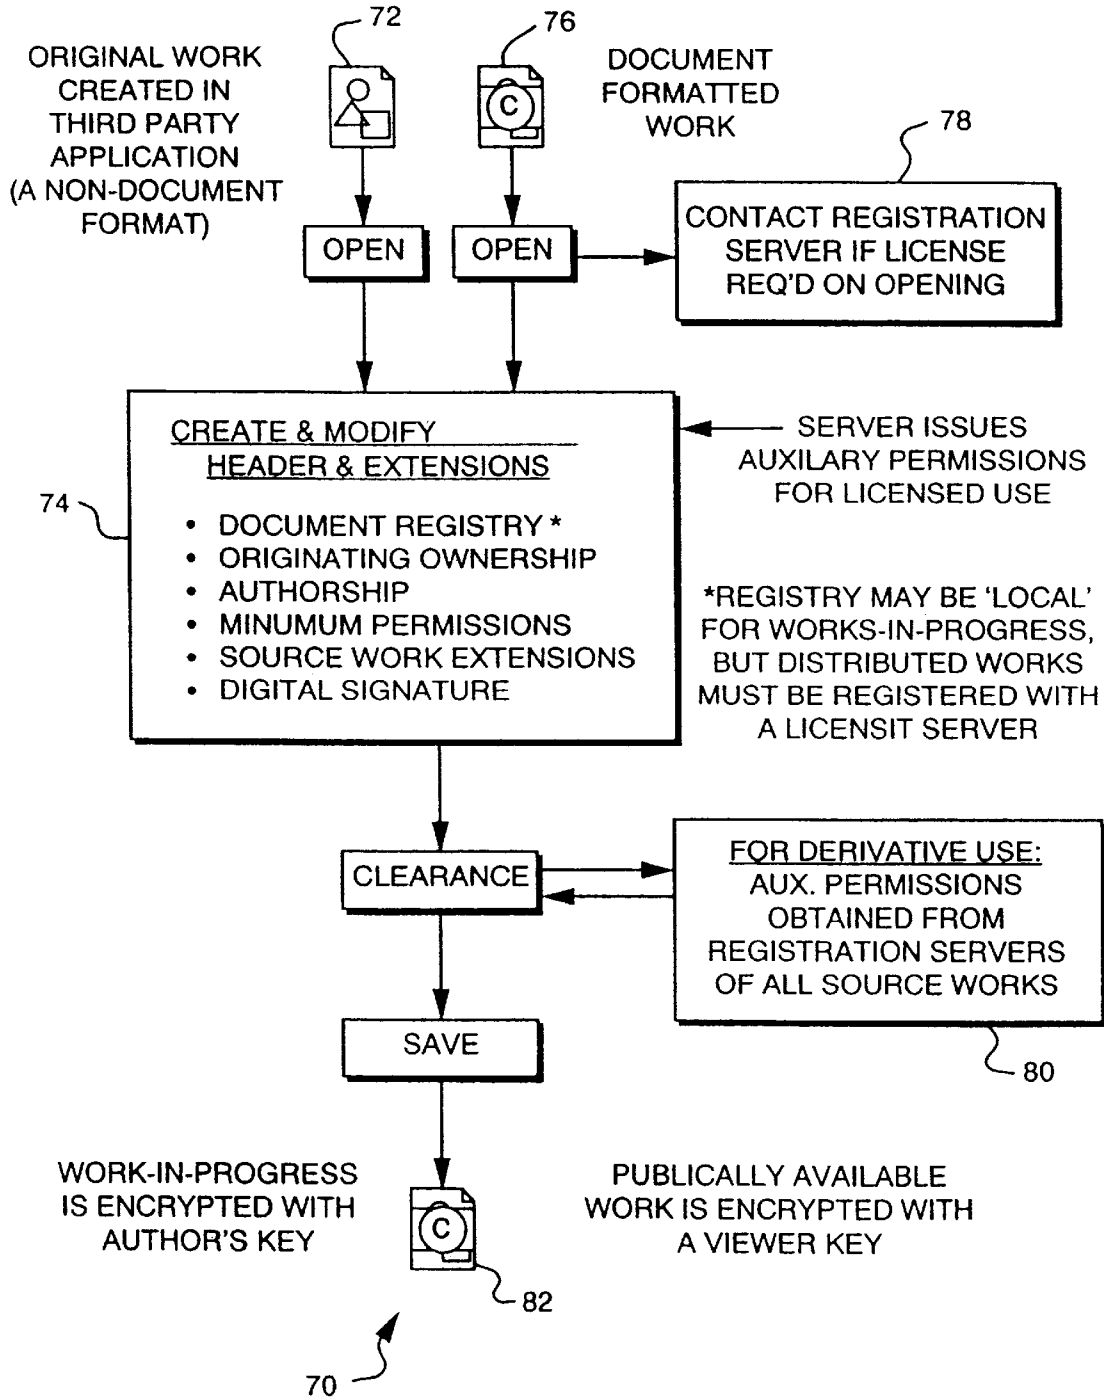 72
76
ORIGINAL WORK
CREATED IN
THIRD PARTY
APPLICATION
(A NON-DOCUMENT
FORMAT)
C
DOCUMENT
FORMATTED
WORK
78
OPEN
OPEN
CONTACT REGISTRATION
SERVER IF LICENSE
REQ'D ON OPENING
74
CREATE & MODIFY
HEADER & EXTENSIONS
• DOCUMENT REGISTRY *
• ORIGINATING OWNERSHIP
• AUTHORSHIP
• MINUMUM PERMISSIONS
• SOURCE WORK EXTENSIONS
• DIGITAL SIGNATURE
SERVER ISSUES
AUXILARY PERMISSIONS
FOR LICENSED USE
*REGISTRY MAY BE 'LOCAL'
FOR WORKS-IN-PROGRESS,
BUT DISTRIBUTED WORKS
MUST BE REGISTERED WITH
A LICENSIT SERVER
CLEARANCE
FOR DERIVATIVE USE:
AUX. PERMISSIONS
OBTAINED FROM
REGISTRATION SERVERS
OF ALL SOURCE WORKS
80
SAVE
WORK-IN-PROGRESS
IS ENCRYPTED WITH
AUTHOR'S KEY
C
PUBLICALLY AVAILABLE
WORK IS ENCRYPTED WITH
A VIEWER KEY
82
70